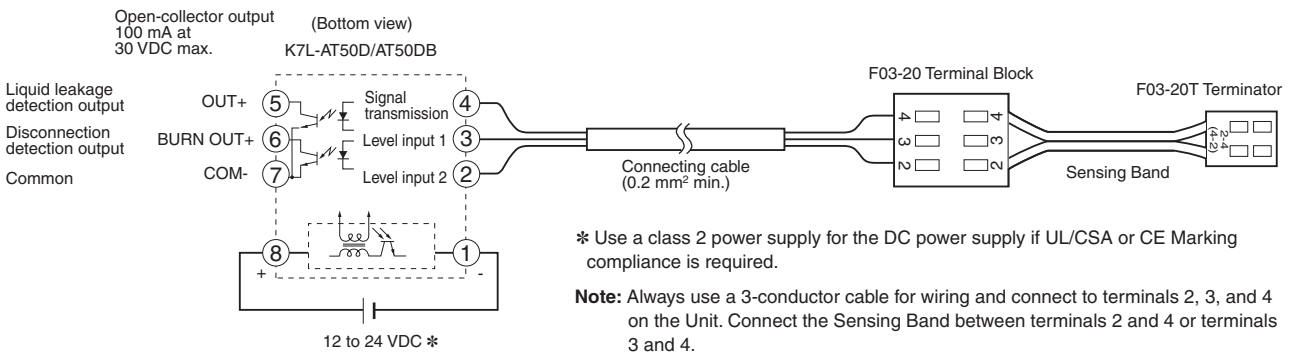 Open-collector output
100 mA at
30 VDC max.
(Bottom view)
K7L-AT50D/AT50DB
Liquid leakage
detection output
OUT+
5
Signal
transmission
4
Disconnection
detection output
BURN OUT+
6
Level input 1
3
Common
COM-
7
Level input 2
2
8
1
+
-
12 to 24 VDC *
Connecting cable
(0.2 mm² min.)
F03-20 Terminal Block
4
4
3
3
2
2
Sensing Band
F03-20T Terminator
2-4
(4-2)
* Use a class 2 power supply for the DC power supply if UL/CSA or CE Marking
compliance is required.
Note: Always use a 3-conductor cable for wiring and connect to terminals 2, 3, and 4
on the Unit. Connect the Sensing Band between terminals 2 and 4 or terminals
3 and 4.